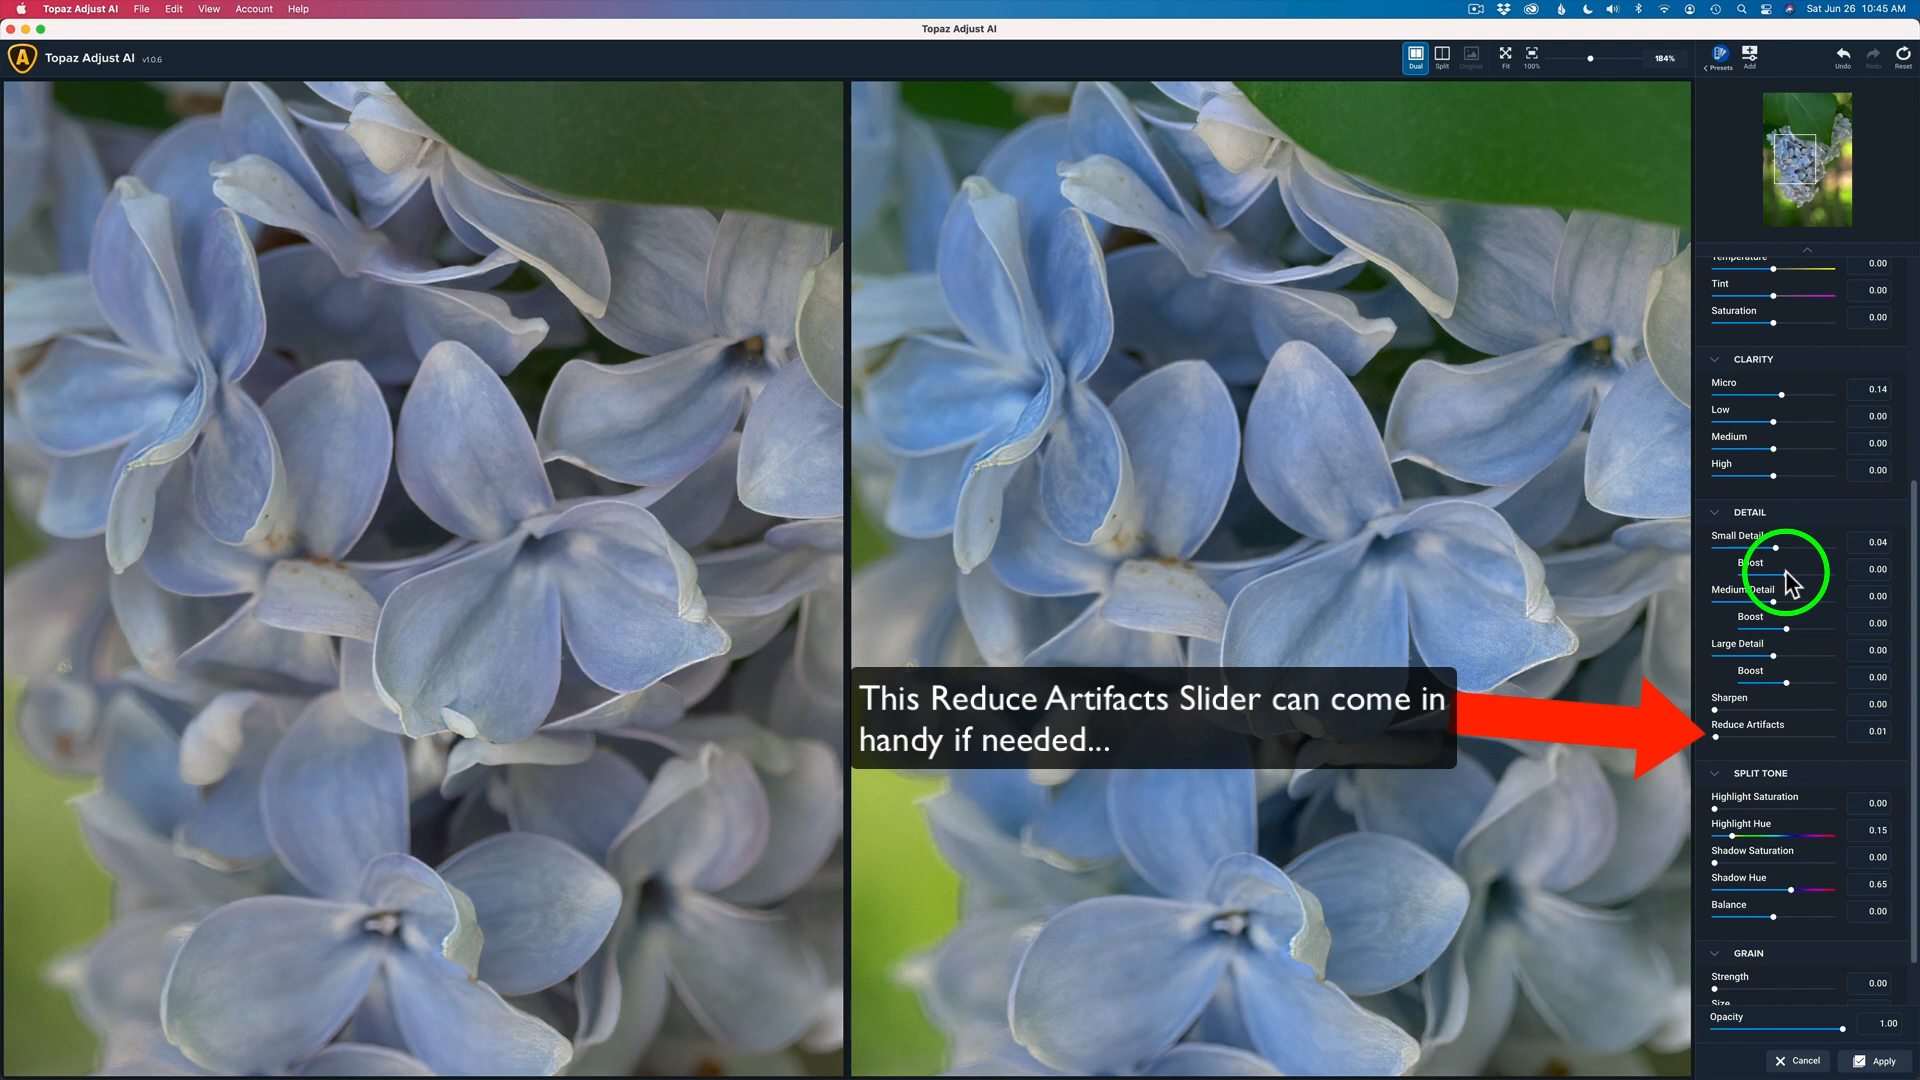 Topaz Adjust AI File Edit View Account Help
Sat Jun 26 10:45 AM
Topaz Adjust AI
Topaz Adjust AI v1.0.6
Dual Split Original Fit 100% 184%
Presets Add Undo Redo Reset
Temperature 0.00
Tint 0.00
Saturation 0.00
CLARITY
Micro 0.14
Low 0.00
Medium 0.00
High 0.00
DETAIL
Small Detail 0.04
Boost 0.00
Medium Detail 0.00
Boost 0.00
Large Detail 0.00
Boost 0.00
Sharpen 0.00
Reduce Artifacts 0.01
This Reduce Artifacts Slider can come in
handy if needed...
SPLIT TONE
Highlight Saturation 0.00
Highlight Hue 0.15
Shadow Saturation 0.00
Shadow Hue 0.65
Balance 0.00
GRAIN
Strength 0.00
Size
Opacity 1.00
Cancel Apply